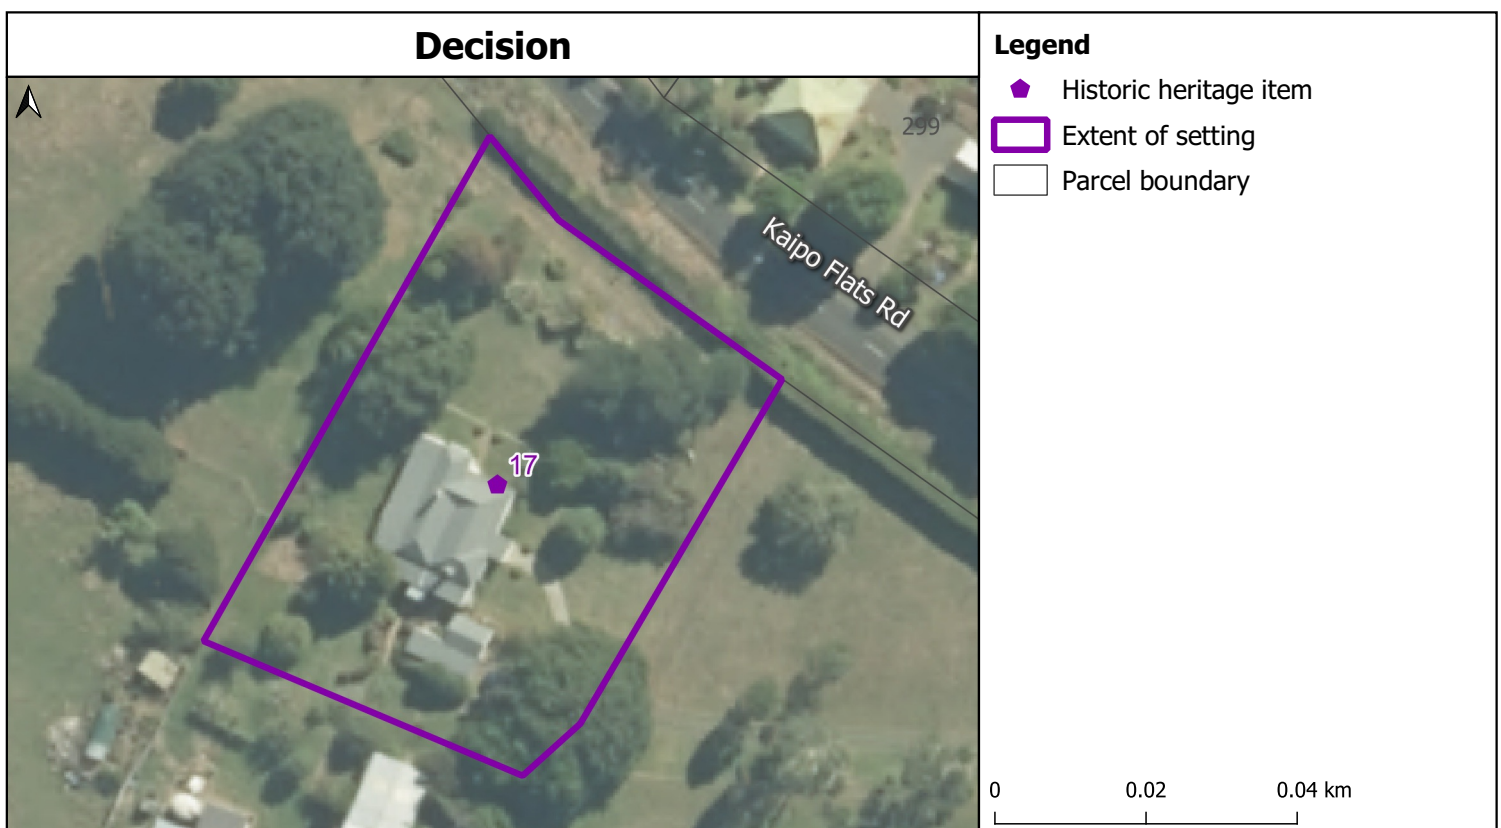 Decision
299
Kaipo Flats Rd
17
Legend
Historic heritage item
Extent of setting
Parcel boundary
0 0.02 0.04 km